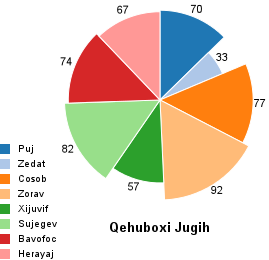 70
33
77
92
57
82
74
67
Puj
Zedat
Cosob
Zorav
Xijuvif
Sujegev
Bavofoc
Herayaj
Qehuboxi Jugih